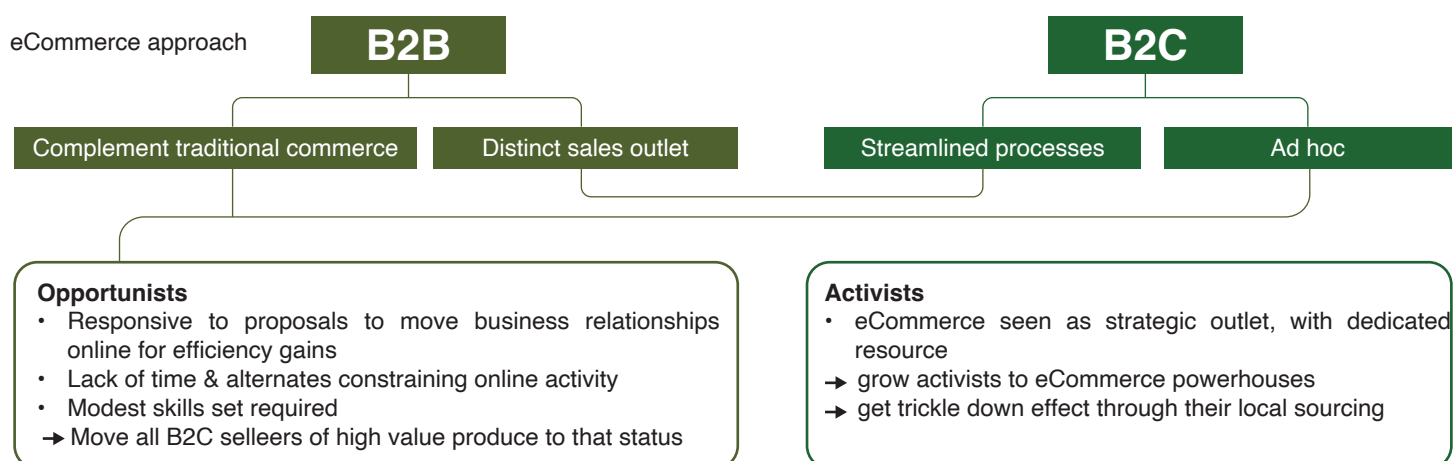 eCommerce approach
B2B
B2C
Complement traditional commerce
Distinct sales outlet
Streamlined processes
Ad hoc
Opportunists
• Responsive to proposals to move business relationships
online for efficiency gains
• Lack of time & alternates constraining online activity
• Modest skills set required
→ Move all B2C selleers of high value produce to that status
Activists
• eCommerce seen as strategic outlet, with dedicated
resource
→ grow activists to eCommerce powerhouses
→ get trickle down effect through their local sourcing